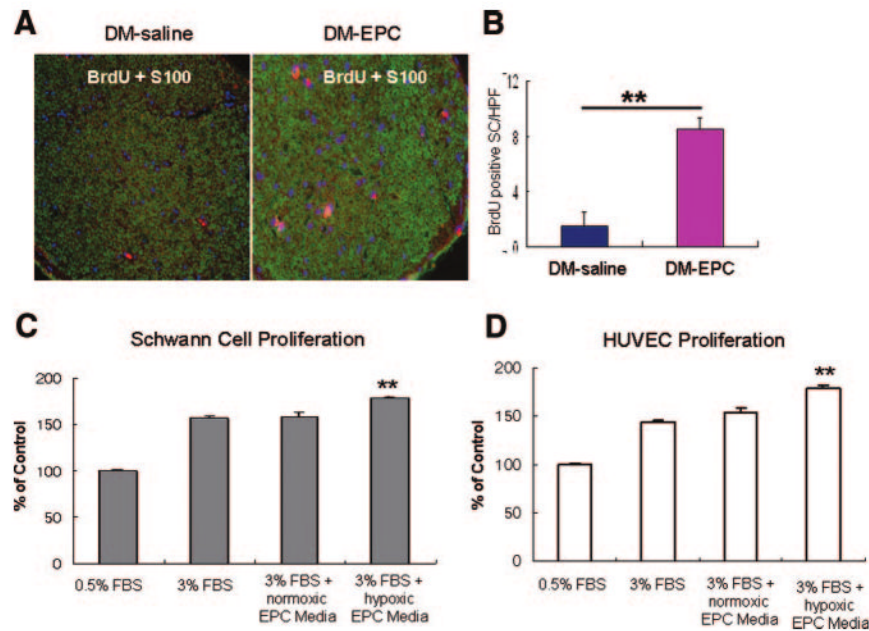 A
DM-saline
DM-EPC
BrdU + S100
BrdU + S100
B
BrdU positive SC/HPF
12
8
4
0
**
DM-saline
DM-EPC
C
Schwann Cell Proliferation
% of Control
200
150
100
50
0
**
0.5% FBS
3% FBS
3% FBS +
normoxic
EPC Media
3% FBS +
hypoxic
EPC Media
D
HUVEC Proliferation
% of Control
200
150
100
50
0
**
0.5% FBS
3% FBS
3% FBS +
normoxic
EPC Media
3% FBS +
hypoxic
EPC Media